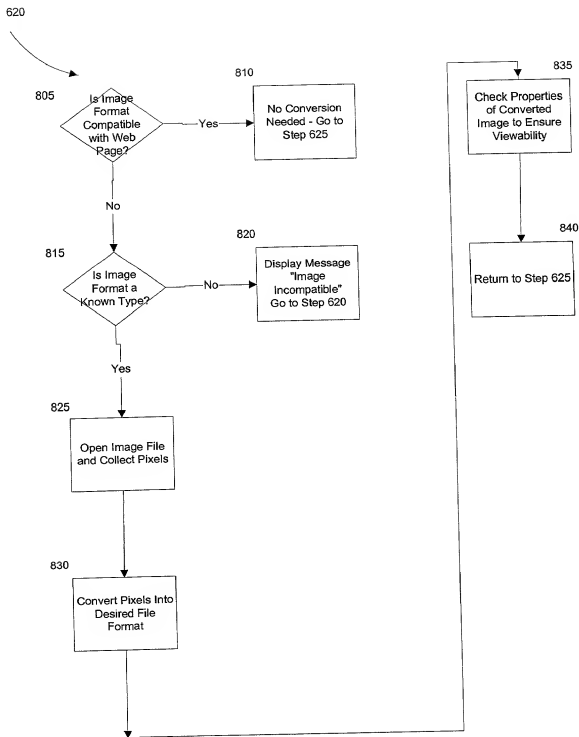 620
805
Is Image
Format
Compatible
with Web
Page?
Yes
810
No Conversion
Needed - Go to
Step 625
No
815
Is Image
Format a
Known Type?
No
820
Display Message
"Image
Incompatible"
Go to Step 620
Yes
825
Open Image File
and Collect Pixels
830
Convert Pixels Into
Desired File
Format
835
Check Properties
of Converted
Image to Ensure
Viewability
840
Return to Step 625